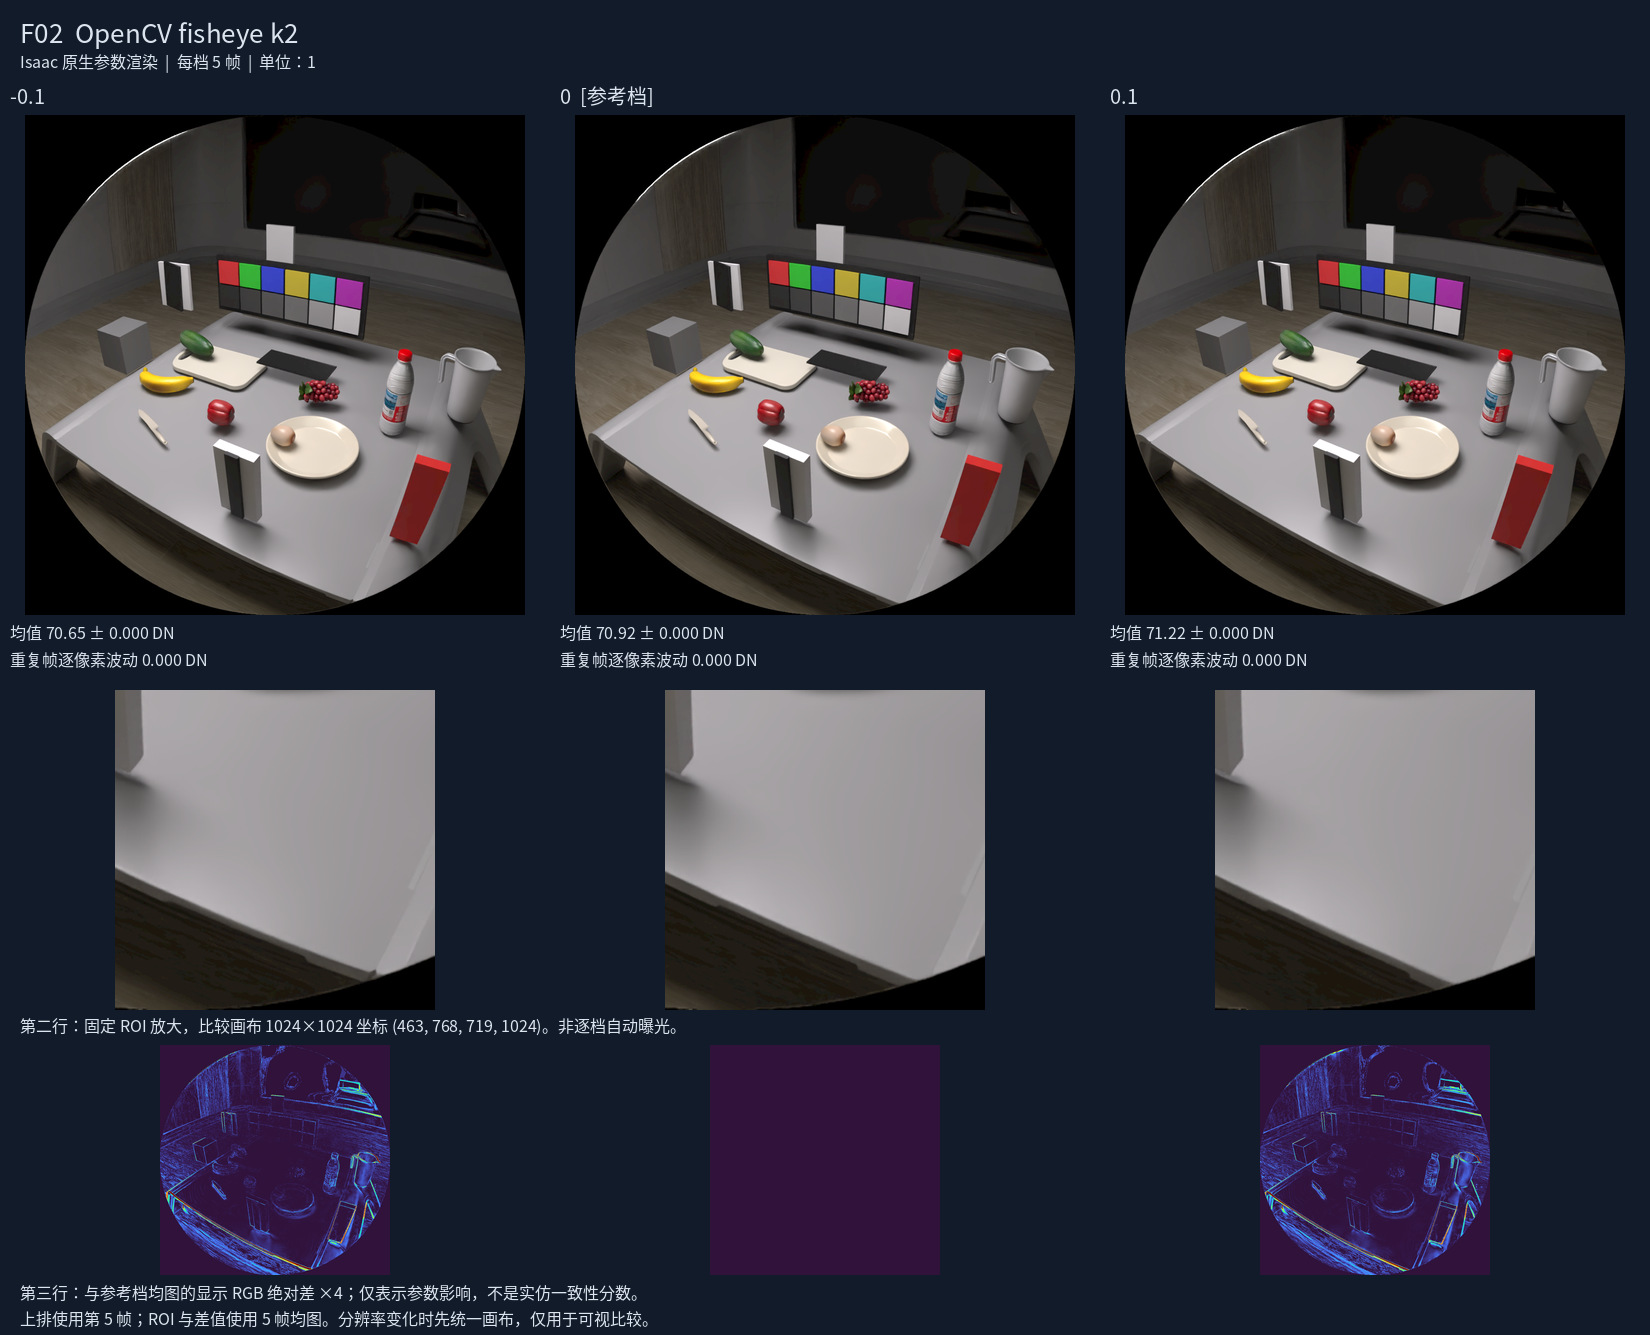 F02 OpenCV fisheye k2
Isaac 原生参数渲染 | 每档 5 帧 | 单位：1
-0.1
0 [参考档]
0.1
均值 70.65 ± 0.000 DN
均值 70.92 ± 0.000 DN
均值 71.22 ± 0.000 DN
重复帧逐像素波动 0.000 DN
重复帧逐像素波动 0.000 DN
重复帧逐像素波动 0.000 DN
第二行：固定 ROI 放大，比较画布 1024×1024 坐标 (463, 768, 719, 1024)。非逐档自动曝光。
第三行：与参考档均图的显示 RGB 绝对差 ×4；仅表示参数影响，不是实仿一致性分数。
上排使用第 5 帧；ROI 与差值使用 5 帧均图。分辨率变化时先统一画布，仅用于可视比较。